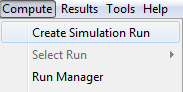 Compute Results Tools Help
Create Simulation Run
Select Run
Run Manager